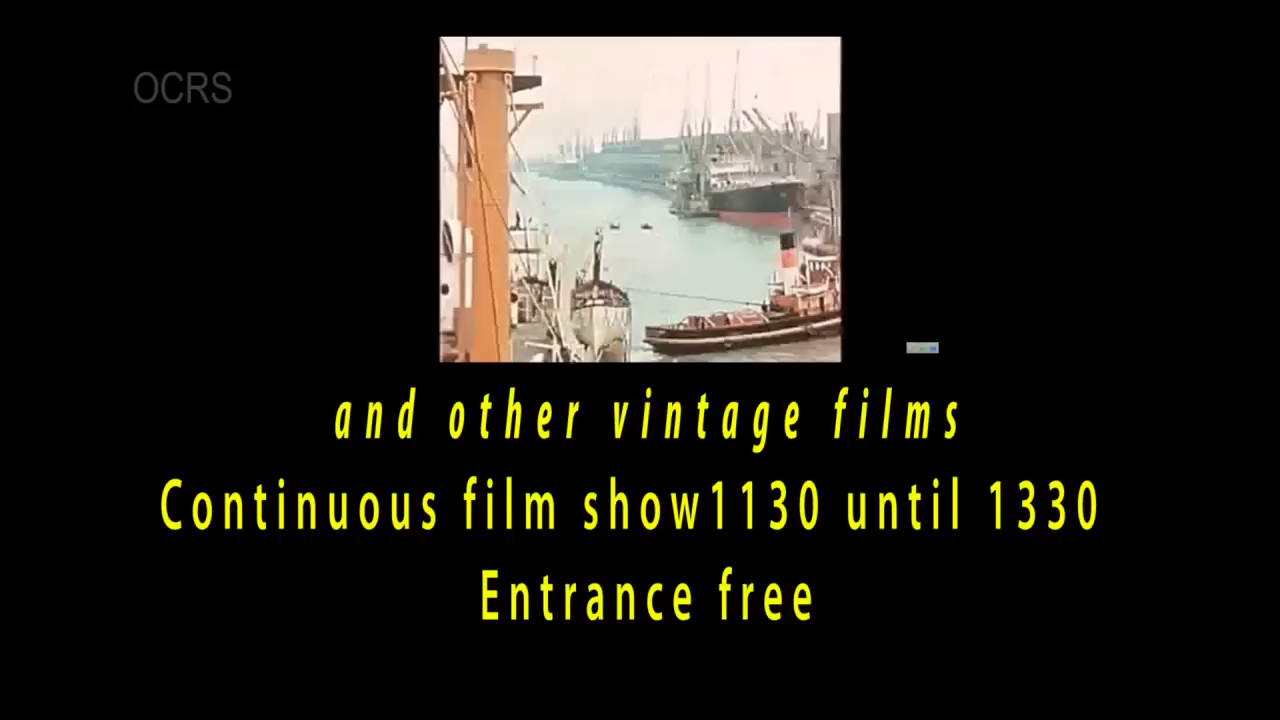 OCRS
and other vintage films
Continuous film show1130 until 1330
Entrance free